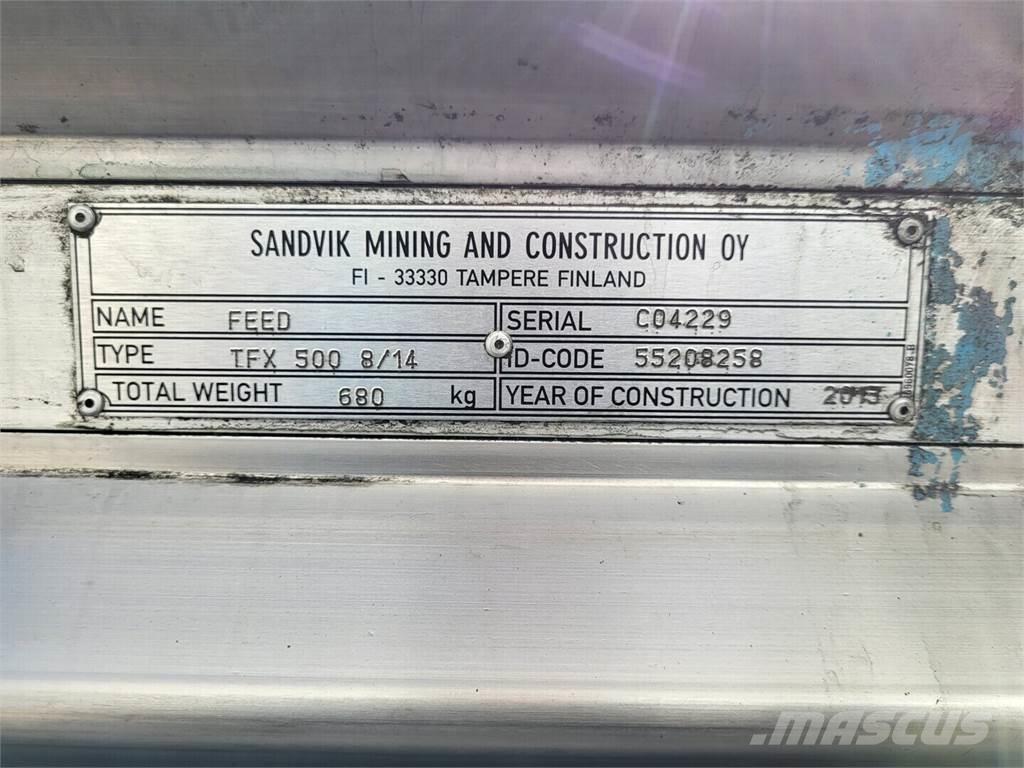 SANDVIK MINING AND CONSTRUCTION OY
FI - 33330 TAMPERE FINLAND
NAME FEED SERIAL C04229
TYPE TFX 500 8/14 ID-CODE 55208258
TOTAL WEIGHT 680 kg YEAR OF CONSTRUCTION
MASCUS